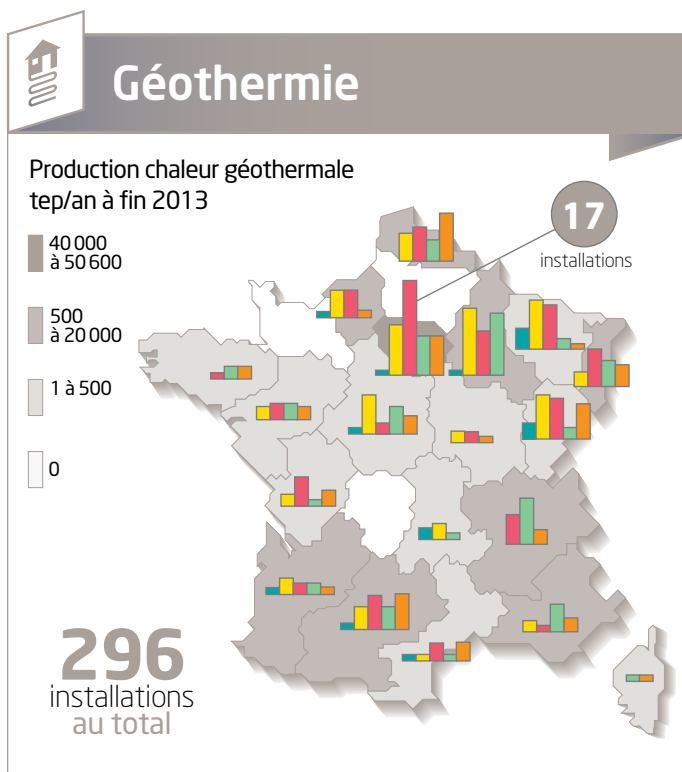 Géothermie
Production chaleur géothermale
tep/an à fin 2013
40 000
à 50 600
500
à 20 000
1 à 500
0
17
installations
296
installations
au total